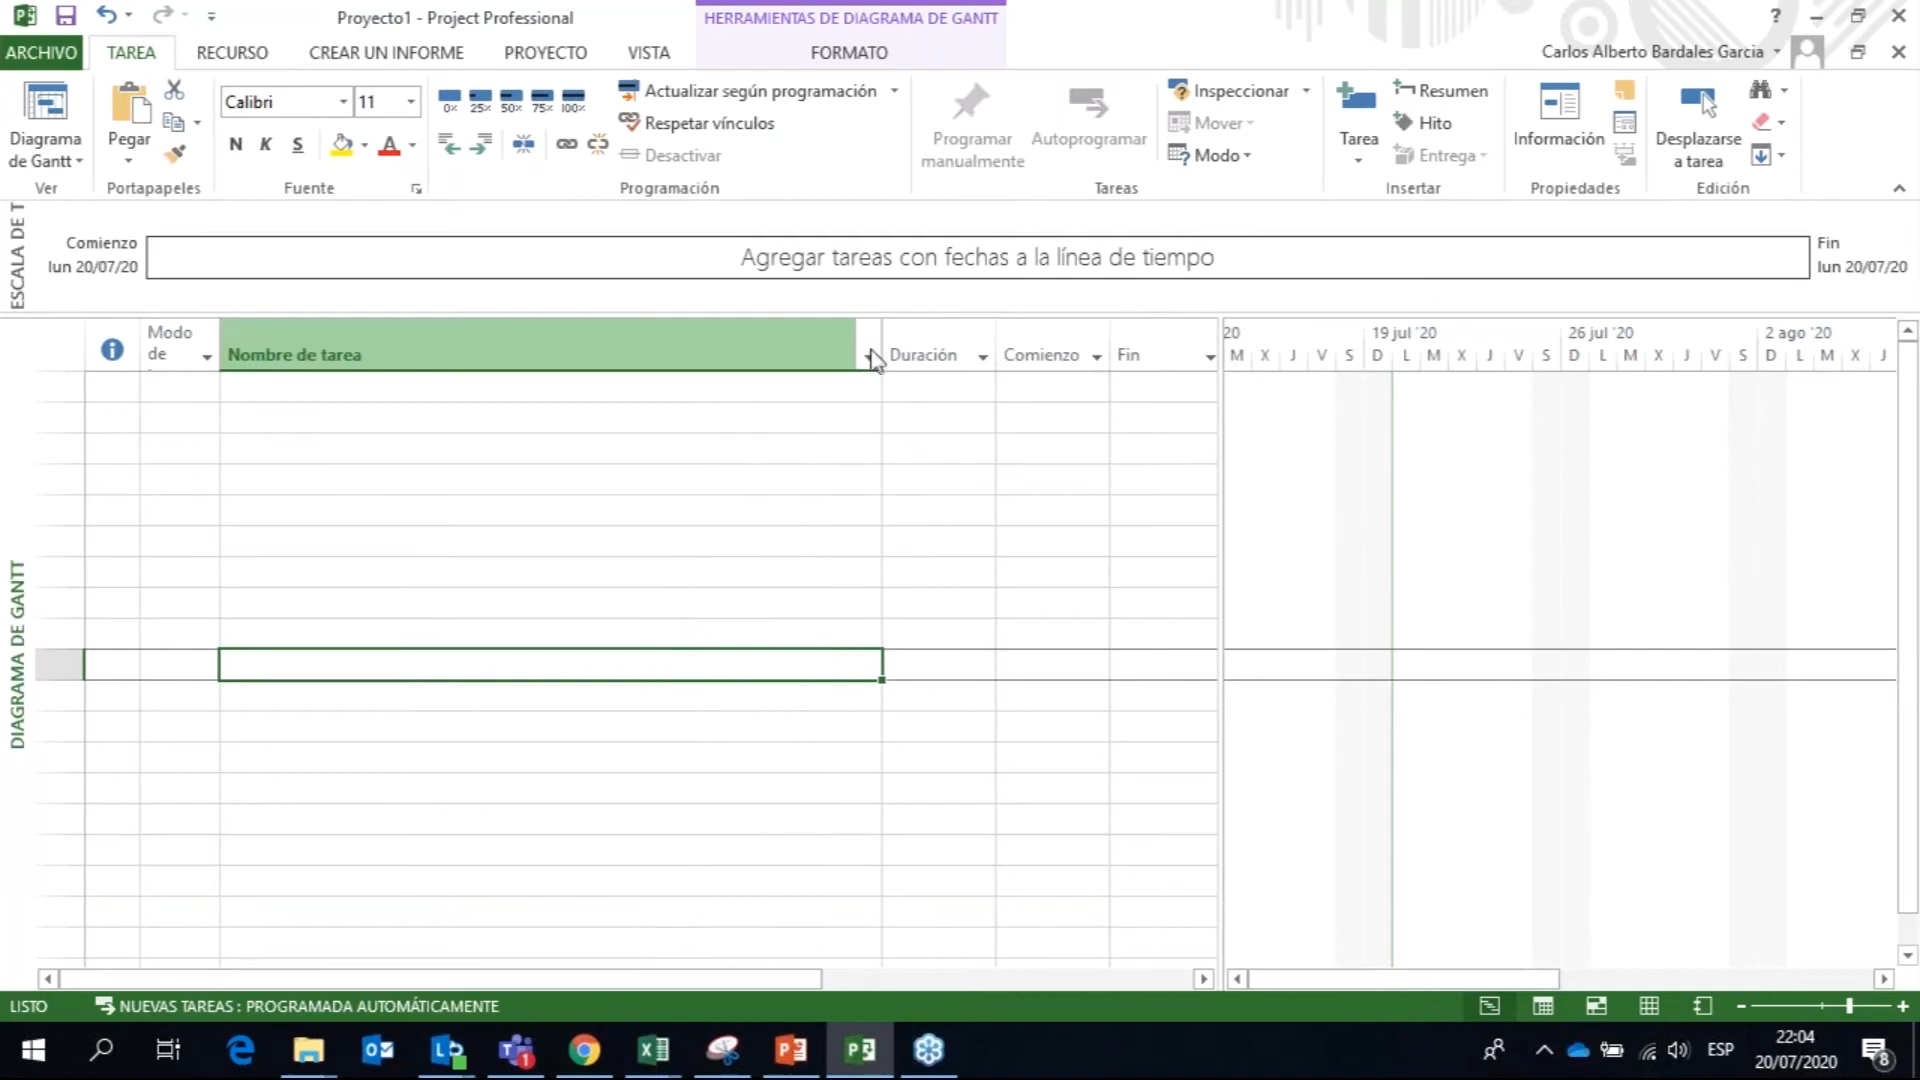 Proyecto1 - Project Professional
HERRAMIENTAS DE DIAGRAMA DE GANTT
?
ARCHIVO
TAREA
RECURSO
CREAR UN INFORME
PROYECTO
VISTA
FORMATO
Carlos Alberto Bardales Garcia
Diagrama
de Gantt
Ver
Pegar
Portapapeles
Calibri
11
N K S
A
Fuente
0% 25% 50% 75% 100%
Actualizar según programación
Respetar vínculos
Desactivar
Programación
Programar
manualmente
Autoprogramar
Inspeccionar
Mover
Modo
Tareas
Tarea
Resumen
Hito
Entrega
Insertar
Información
Propiedades
Desplazarse
a tarea
Edición
ESCALA DE T
Comienzo
lun 20/07/20
Agregar tareas con fechas a la línea de tiempo
Fin
lun 20/07/20
Modo
de
Nombre de tarea
Duración
Comienzo
Fin
20
19 jul '20
26 jul '20
2 ago '20
M X J V S D L M X J V S D L M X J V S D L M X J
DIAGRAMA DE GANTT
LISTO
NUEVAS TAREAS : PROGRAMADA AUTOMÁTICAMENTE
1
ESP
22:04
20/07/2020
8